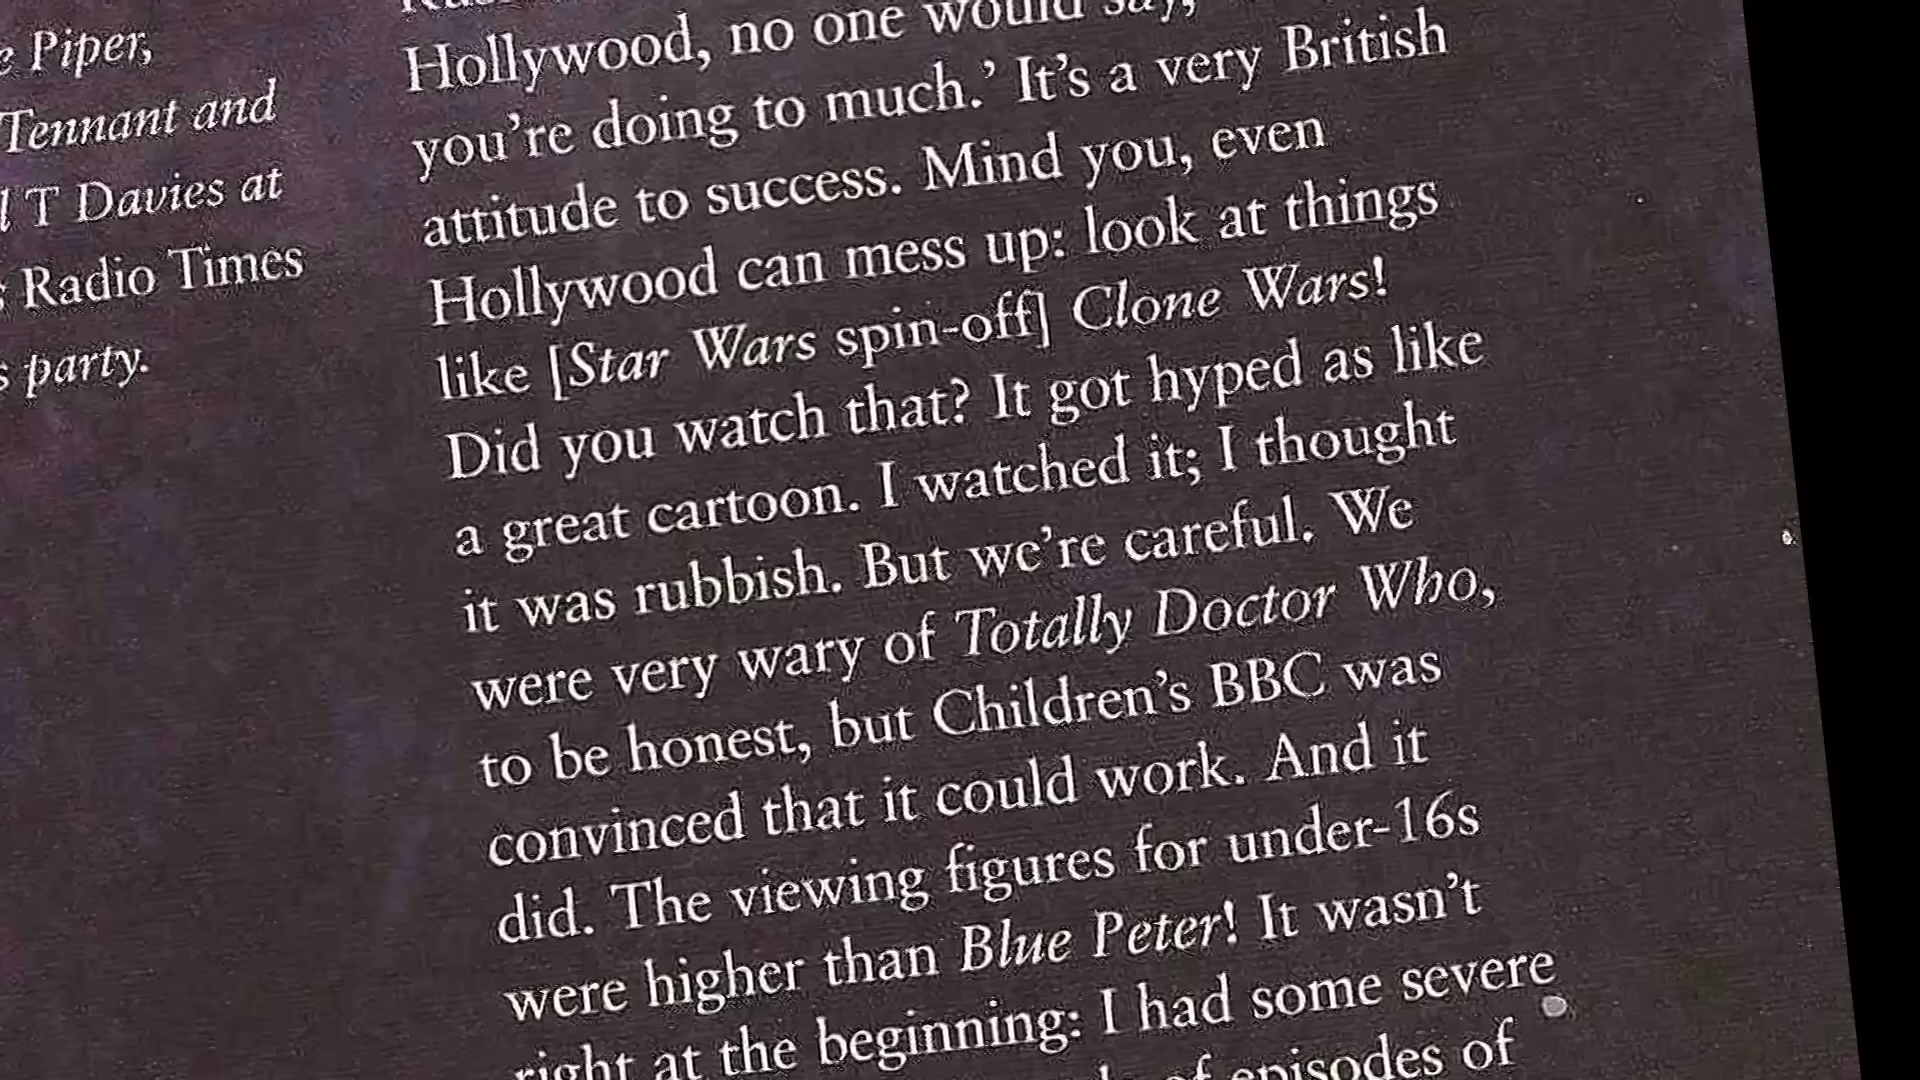 Piper,
Tennant and
T Davies at
Radio Times
party.
Hollywood, no one would say,
you're doing to much.' It's a very British
attitude to success. Mind you, even
Hollywood can mess up: look at things
like [Star Wars spin-off] Clone Wars!
Did you watch that? It got hyped as like
a great cartoon. I watched it; I thought
it was rubbish. But we're careful. We
were very wary of Totally Doctor Who,
to be honest, but Children's BBC was
convinced that it could work. And it
did. The viewing figures for under-16s
were higher than Blue Peter! It wasn't
right at the beginning: I had some severe
of episodes of